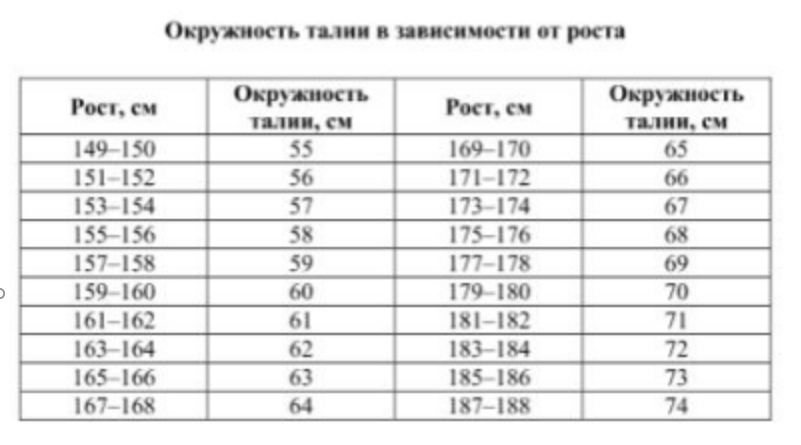 Окружность талии в зависимости от роста
Рост, см Окружность талии, см Рост, см Окружность талии, см
149–150 55 169–170 65
151–152 56 171–172 66
153–154 57 173–174 67
155–156 58 175–176 68
157–158 59 177–178 69
159–160 60 179–180 70
161–162 61 181–182 71
163–164 62 183–184 72
165–166 63 185–186 73
167–168 64 187–188 74